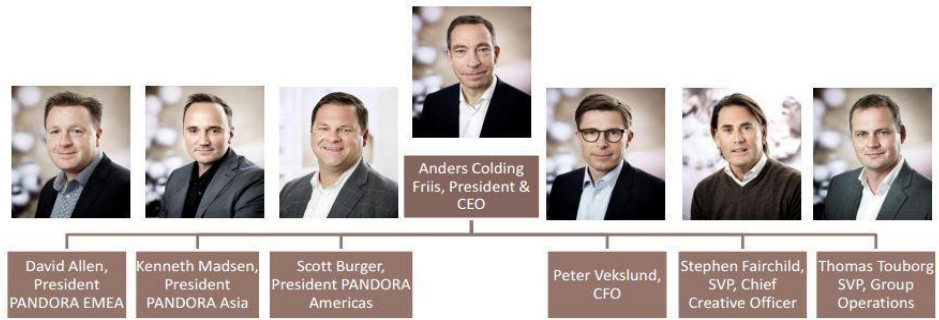 Anders Colding
Friis, President &
CEO
David Allen,
President
PANDORA EMEA
Kenneth Madsen,
President
PANDORA Asia
Scott Burger,
President PANDORA
Americas
Peter Vekslund,
CFO
Stephen Fairchild,
SVP, Chief
Creative Officer
Thomas Touborg
SVP, Group
Operations